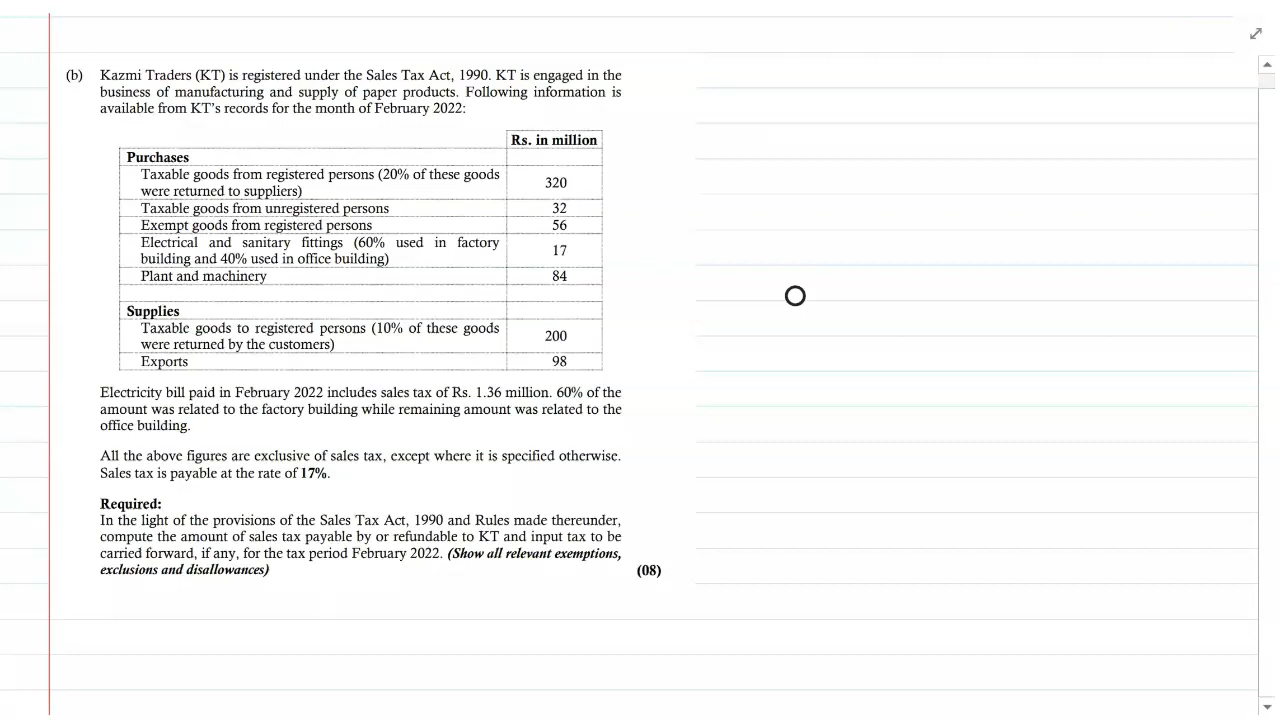 (b) Kazmi Traders (KT) is registered under the Sales Tax Act, 1990. KT is engaged in the
business of manufacturing and supply of paper products. Following information is
available from KT's records for the month of February 2022:
Rs. in million
Purchases
Taxable goods from registered persons (20% of these goods
were returned to suppliers) 320
Taxable goods from unregistered persons 32
Exempt goods from registered persons 56
Electrical and sanitary fittings (60% used in factory
building and 40% used in office building) 17
Plant and machinery 84
Supplies
Taxable goods to registered persons (10% of these goods
were returned by the customers) 200
Exports 98
Electricity bill paid in February 2022 includes sales tax of Rs. 1.36 million. 60% of the
amount was related to the factory building while remaining amount was related to the
office building.
All the above figures are exclusive of sales tax, except where it is specified otherwise.
Sales tax is payable at the rate of 17%.
Required:
In the light of the provisions of the Sales Tax Act, 1990 and Rules made thereunder,
compute the amount of sales tax payable by or refundable to KT and input tax to be
carried forward, if any, for the tax period February 2022. (Show all relevant exemptions,
exclusions and disallowances) (08)